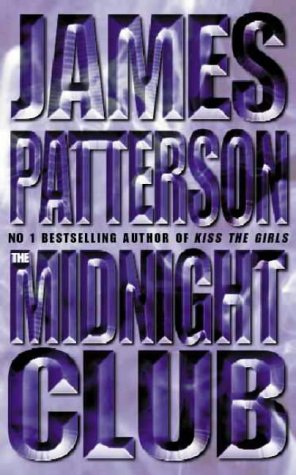 JAMES
PATTERSON
NO 1 BESTSELLING AUTHOR OF KISS THE GIRLS
THE
MIDNIGHT
CLUB